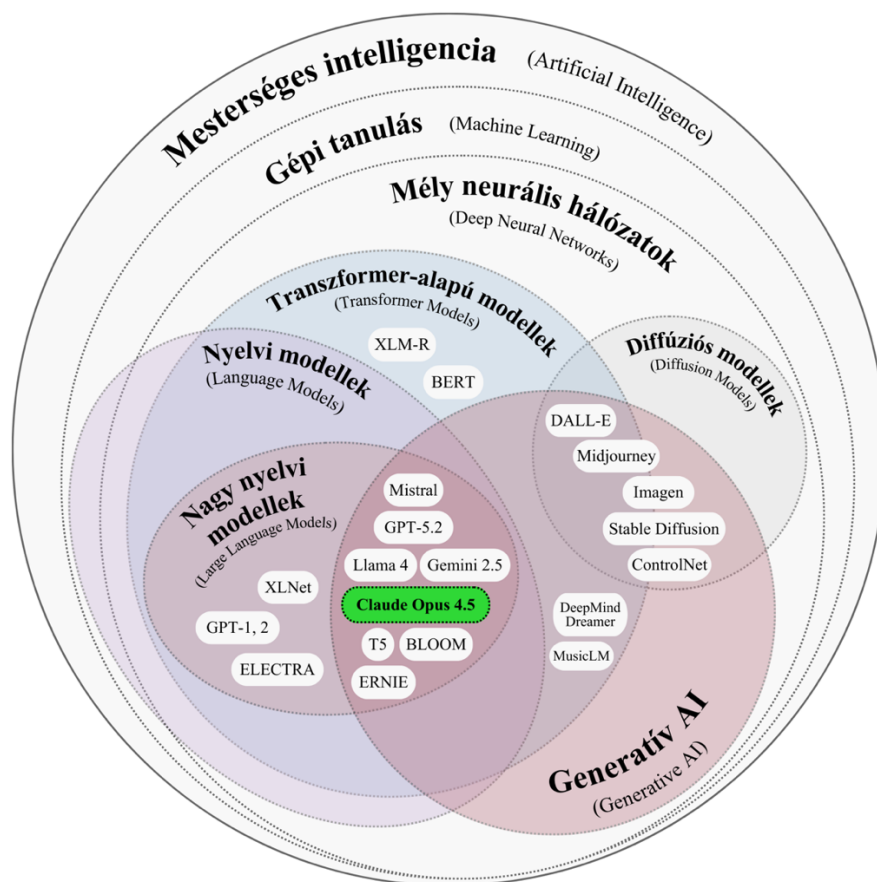 Mesterséges intelligencia
(Artificial Intelligence)
Gépi tanulás
(Machine Learning)
Mély neurális hálózatok
(Deep Neural Networks)
Transzformer-alapú modellek
(Transformer Models)
XLM-R
BERT
Nyelvi modellek
(Language Models)
Diffúziós modellek
(Diffusion Models)
DALL-E
Midjourney
Imagen
Stable Diffusion
ControlNet
Nagy nyelvi
modellek
(Large Language Models)
XLNet
GPT-1, 2
ELECTRA
Mistral
GPT-5.2
Llama 4
Gemini 2.5
Claude Opus 4.5
T5
BLOOM
ERNIE
DeepMind
Dreamer
MusicLM
Generatív AI
(Generative AI)